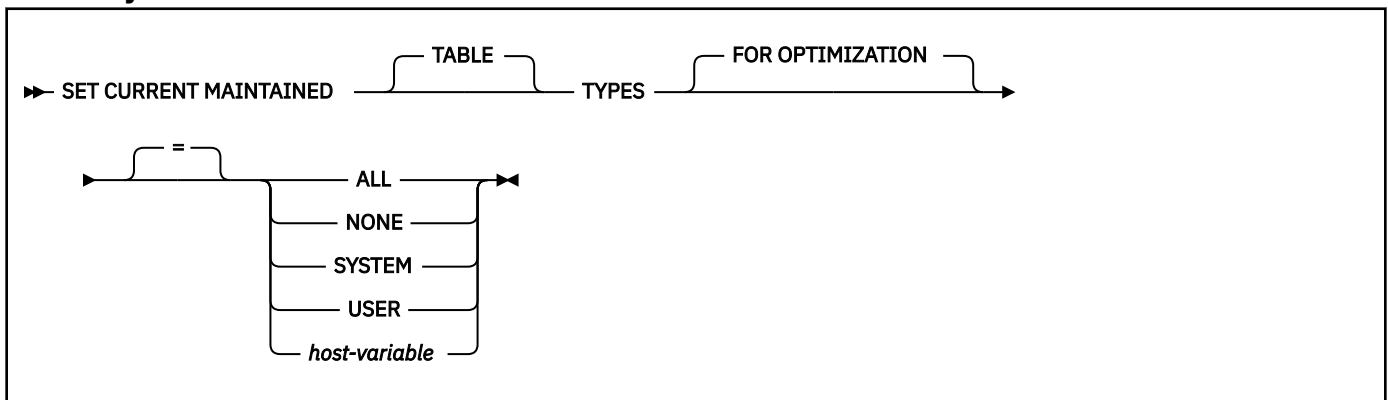 TABLE
FOR OPTIMIZATION
SET CURRENT MAINTAINED
TYPES
=
ALL
NONE
SYSTEM
USER
host-variable